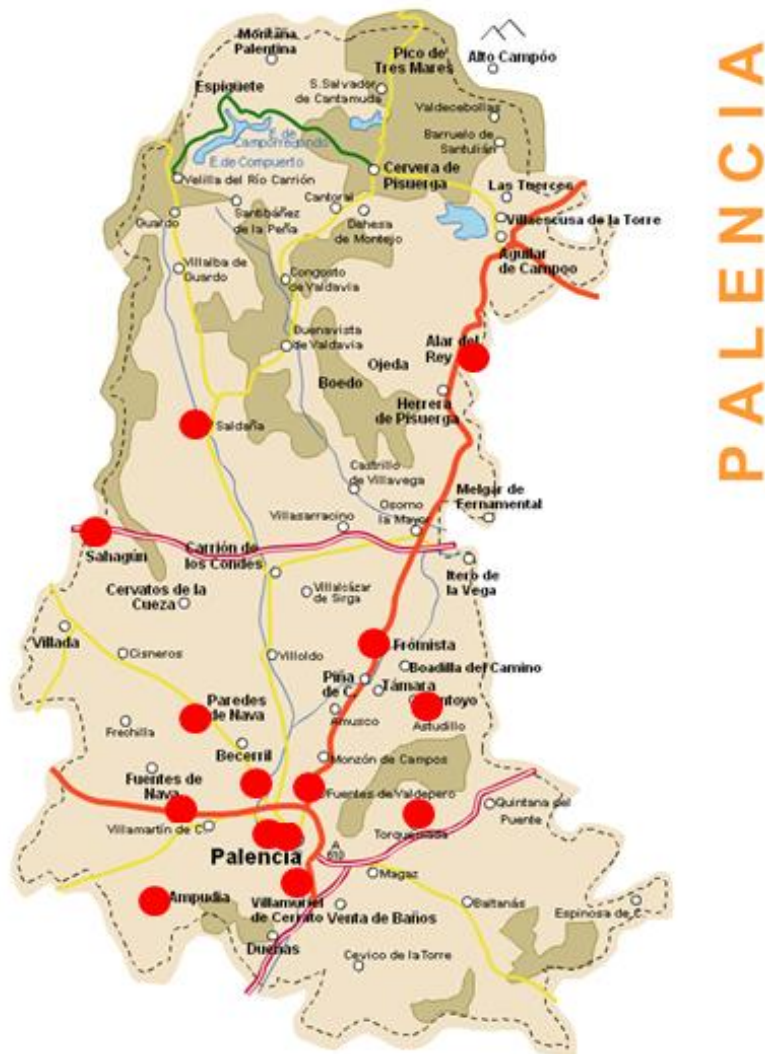 PALENCIA
Montaña
Palentina
Pico de
Tres Mares
Alto Campóo
Espigüete
S. Salvador
de Cantamuda
Valdecebollas
Barruelo de
Santullán
E. de
Camporredondo
E. de Compuerto
Cervera de
Pisuerga
Velilla del Río Carrión
Las Tuerces
Santibáñez
de la Peña
Cantoral
Dehesa
de Montejo
Villaescusa de la Torre
Guardo
Aguilar
de Campoo
Villalba de
Guardo
Congosto
de Valdavia
Buenavista
de Valdavia
Alar del
Rey
Ojeda
Boedo
Herrera
de Pisuerga
Saldaña
Castrillo
de Villavega
Melgar de
Fernamental
Villasarracino
Osorno
la Mayor
Sahagún
Carrión de
los Condes
Itero de
la Vega
Cervatos de la
Cueza
Villalcázar
de Sirga
Villada
Cisneros
Villoldo
Frómista
Boadilla del Camino
Piña
de C.
Támara
Paredes
de Nava
Amusco
ntoyo
Astudillo
Frechilla
Becerril
Monzón de Campos
Fuentes de
Nava
Fuentes de Valdepero
Quintana del
Puente
Villamartín de C.
Torquemada
Palencia
A
610
Magaz
Ampudia
Villamuriel
de Cerrato
Venta de Baños
Baltanás
Espinosa de C.
Dueñas
Cevico de la Torre